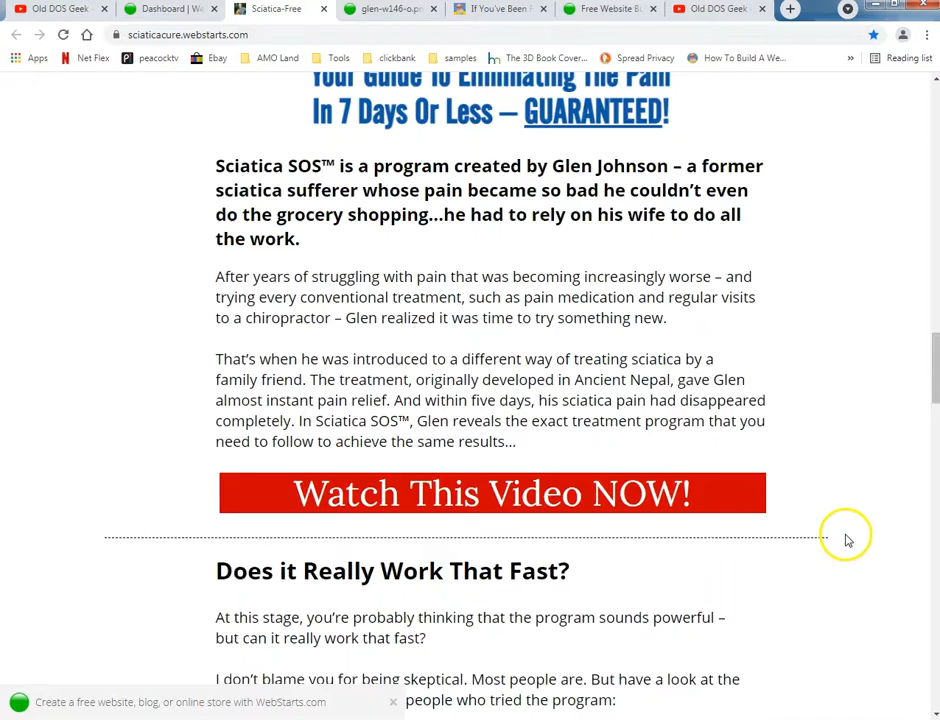 Old DOS Geek
Dashboard | We
Sciatica-Free
glen-w146-o.pn
If You've Been
Free Website Bu
Old DOS Geek
sciaticacure.webstarts.com
Apps
Net Flex
peacocktv
Ebay
AMO Land
Tools
clickbank
samples
The 3D Book Cover...
Spread Privacy
How To Build A We...
»
Reading list
Your Guide To Eliminating The Pain
In 7 Days Or Less – GUARANTEED!
Sciatica SOS™ is a program created by Glen Johnson – a former
sciatica sufferer whose pain became so bad he couldn't even
do the grocery shopping...he had to rely on his wife to do all
the work.
After years of struggling with pain that was becoming increasingly worse – and
trying every conventional treatment, such as pain medication and regular visits
to a chiropractor – Glen realized it was time to try something new.
That's when he was introduced to a different way of treating sciatica by a
family friend. The treatment, originally developed in Ancient Nepal, gave Glen
almost instant pain relief. And within five days, his sciatica pain had disappeared
completely. In Sciatica SOS™, Glen reveals the exact treatment program that you
need to follow to achieve the same results...
Watch This Video NOW!
Does it Really Work That Fast?
At this stage, you're probably thinking that the program sounds powerful –
but can it really work that fast?
I don't blame you for being skeptical. Most people are. But have a look at the
people who tried the program:
Create a free website, blog, or online store with WebStarts.com